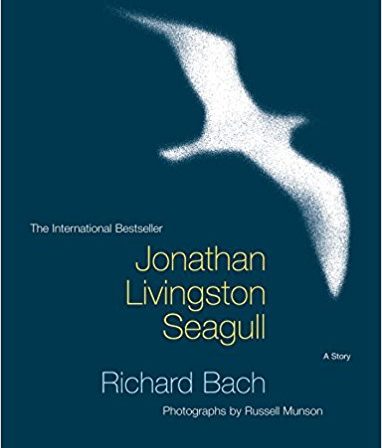 The International Bestseller
Jonathan
Livingston
Seagull
A Story
Richard Bach
Photographs by Russell Munson